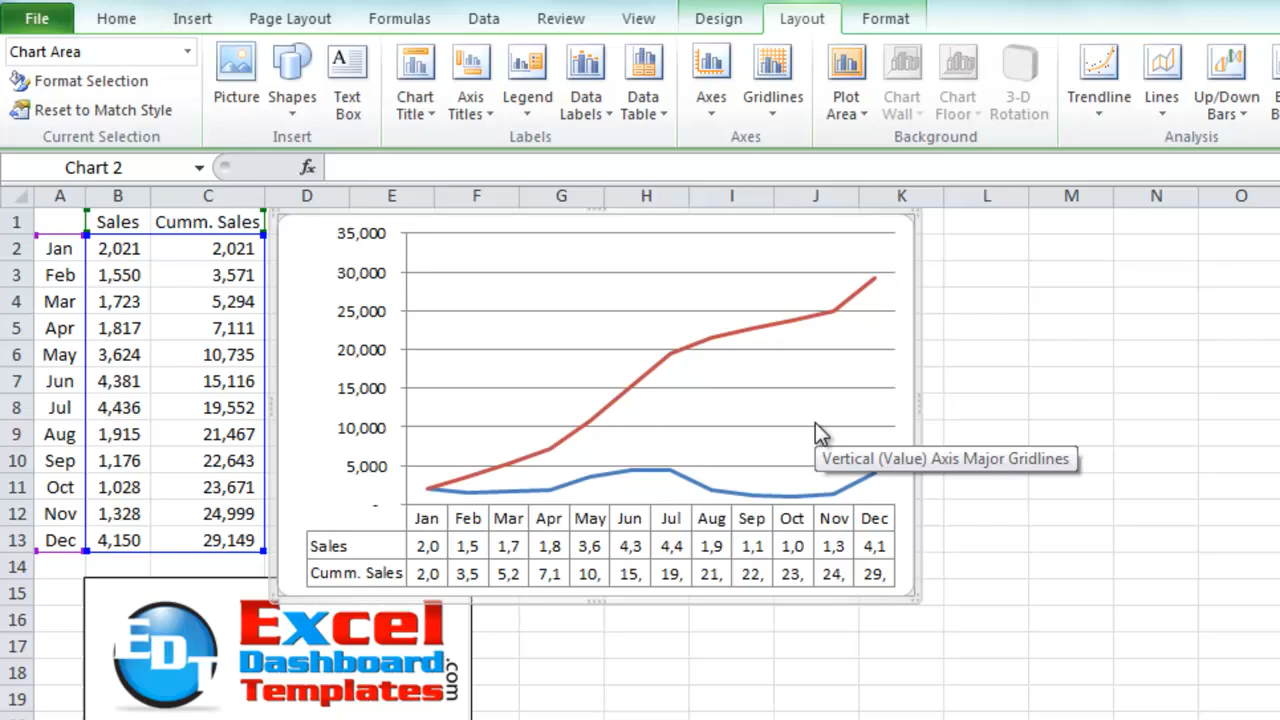 File Home Insert Page Layout Formulas Data Review View Design Layout Format
Chart Area
Format Selection
Reset to Match Style
Current Selection
Picture Shapes Text Box
Insert
Chart Title Axis Titles Legend Data Labels Data Table
Labels
Axes Gridlines
Axes
Plot Area Chart Wall Chart Floor 3-D Rotation
Background
Trendline Lines Up/Down Bars
Analysis
Chart 2 fx
A B C D E F G H I J K L M N O
1 Sales Cumm. Sales
2 Jan 2,021 2,021
3 Feb 1,550 3,571
4 Mar 1,723 5,294
5 Apr 1,817 7,111
6 May 3,624 10,735
7 Jun 4,381 15,116
8 Jul 4,436 19,552
9 Aug 1,915 21,467
10 Sep 1,176 22,643
11 Oct 1,028 23,671
12 Nov 1,328 24,999
13 Dec 4,150 29,149
14
15
16
17
18
19
35,000
30,000
25,000
20,000
15,000
10,000
5,000
-
Vertical (Value) Axis Major Gridlines
Jan Feb Mar Apr May Jun Jul Aug Sep Oct Nov Dec
Sales 2,0 1,5 1,7 1,8 3,6 4,3 4,4 1,9 1,1 1,0 1,3 4,1
Cumm. Sales 2,0 3,5 5,2 7,1 10, 15, 19, 21, 22, 23, 24, 29,
EDT
Excel
Dashboard
Templates
.com